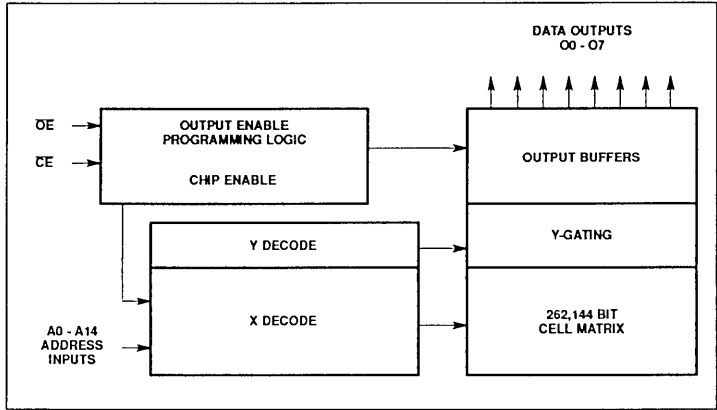 DATA OUTPUTS
O0 - O7
OE
CE
OUTPUT ENABLE
PROGRAMMING LOGIC
CHIP ENABLE
OUTPUT BUFFERS
Y DECODE
Y-GATING
X DECODE
262,144 BIT
CELL MATRIX
A0 - A14
ADDRESS
INPUTS